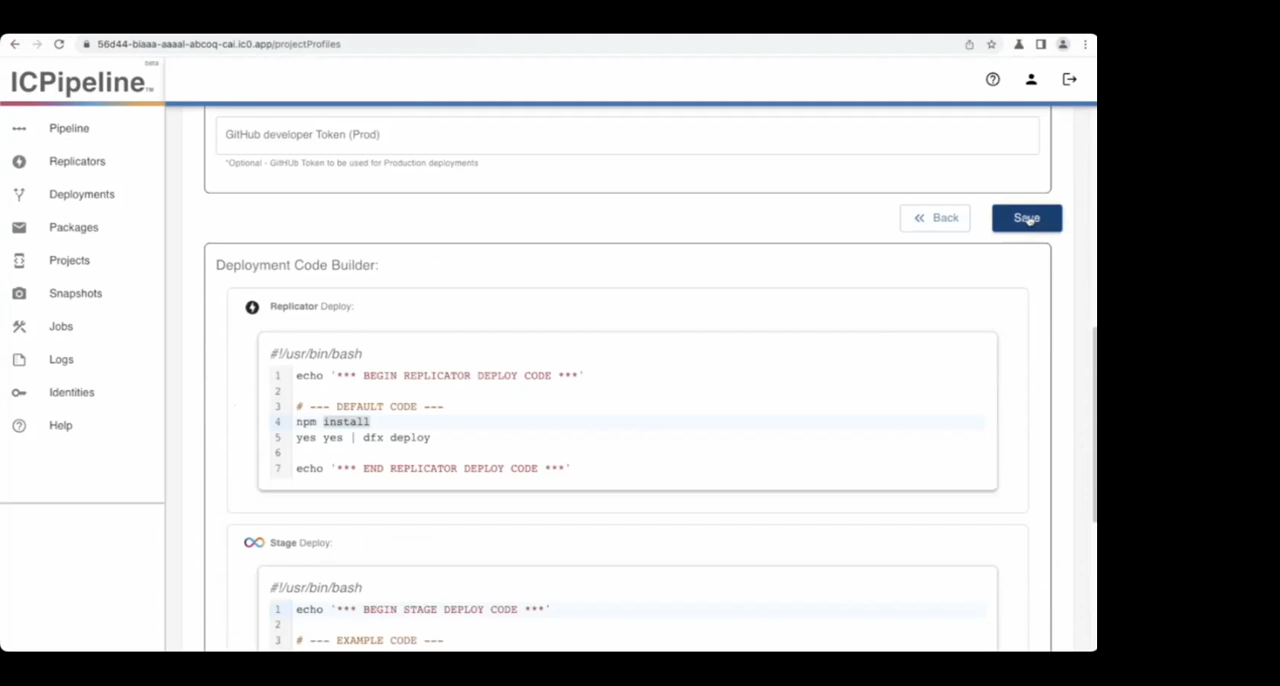 56d44-biaaa-aaaal-abcoq-cai.ic0.app/projectProfiles
beta
ICPipeline™
Pipeline
Replicators
Deployments
Packages
Projects
Snapshots
Jobs
Logs
Identities
Help
GitHub developer Token (Prod)
*Optional - GitHUb Token to be used for Production deployments
« Back
Save
Deployment Code Builder:
Replicator Deploy:
#!/usr/bin/bash
1 echo '*** BEGIN REPLICATOR DEPLOY CODE ***'
2
3 # --- DEFAULT CODE ---
4 npm install
5 yes yes | dfx deploy
6
7 echo '*** END REPLICATOR DEPLOY CODE ***'
Stage Deploy:
#!/usr/bin/bash
1 echo '*** BEGIN STAGE DEPLOY CODE ***'
2
3 # --- EXAMPLE CODE ---